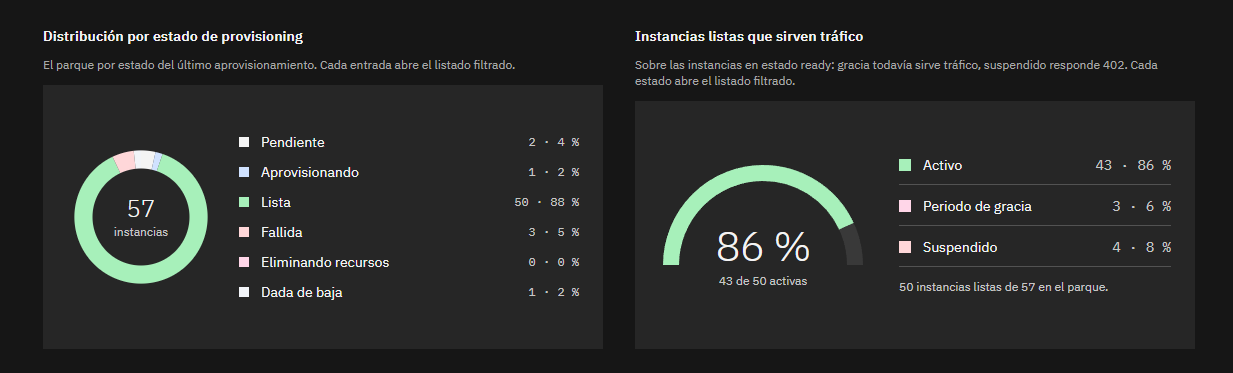 Distribución por estado de provisioning
El parque por estado del último aprovisionamiento. Cada entrada abre el listado filtrado.
57
instancias
Pendiente 2 · 4 %
Aprovisionando 1 · 2 %
Lista 50 · 88 %
Fallida 3 · 5 %
Eliminando recursos 0 · 0 %
Dada de baja 1 · 2 %
Instancias listas que sirven tráfico
Sobre las instancias en estado ready: gracia todavía sirve tráfico, suspendido responde 402. Cada
estado abre el listado filtrado.
86 %
43 de 50 activas
Activo 43 · 86 %
Periodo de gracia 3 · 6 %
Suspendido 4 · 8 %
50 instancias listas de 57 en el parque.